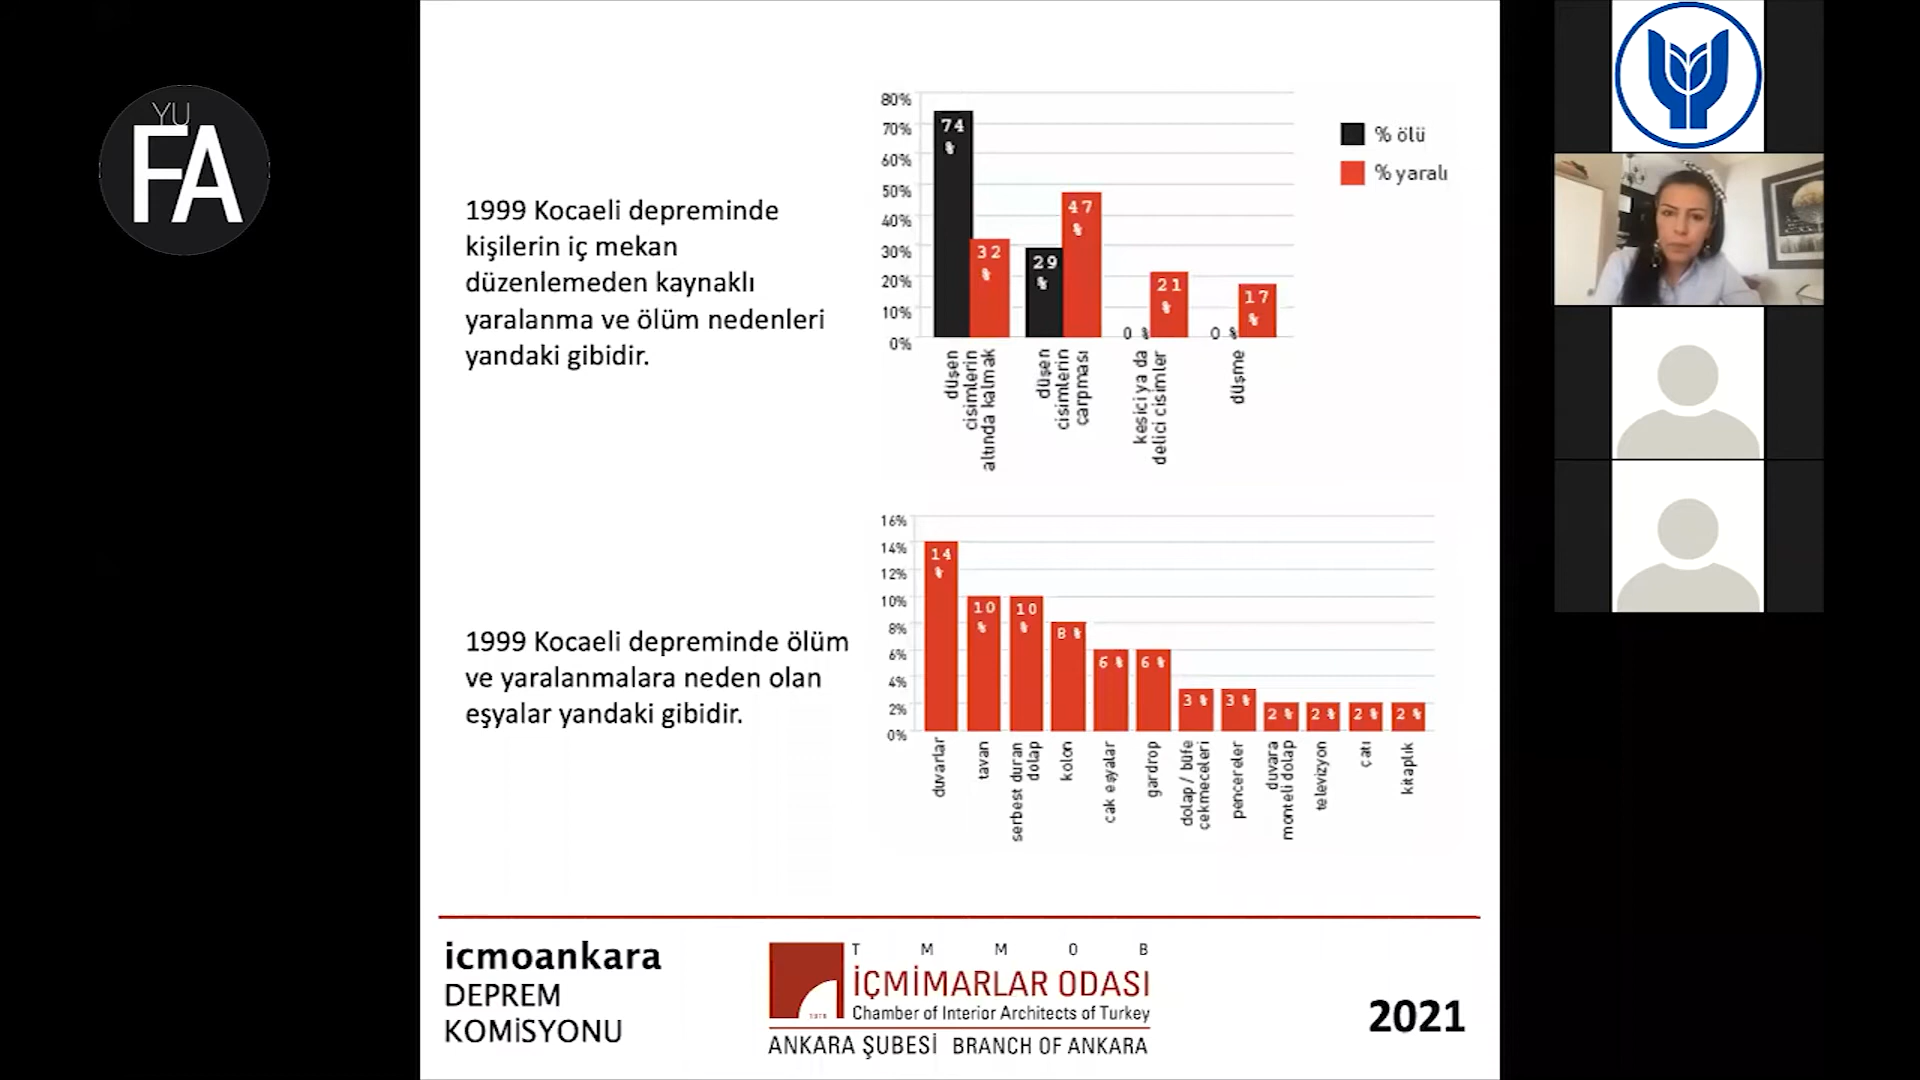 YU
FA
1999 Kocaeli depreminde
kişilerin iç mekan
düzenlemeden kaynaklı
yaralanma ve ölüm nedenleri
yandaki gibidir.
80%
70%
60%
50%
40%
30%
20%
10%
0%
74
%
32
%
29
%
47
%
0 %
21
%
0 %
17
%
düşen
cisimlerin
altında kalmak
düşen
cisimlerin
çarpması
kesici ya da
delici cisimler
düşme
% ölü
% yaralı
1999 Kocaeli depreminde ölüm
ve yaralanmalara neden olan
eşyalar yandaki gibidir.
16%
14%
12%
10%
8%
6%
4%
2%
0%
14
%
10
%
10
%
8 %
6 %
6 %
3 %
3 %
2 %
2 %
2 %
2 %
duvarlar
tavan
serbest duran
dolap
kolon
cak eşyalar
gardrop
dolap / büfe
çekmeceleri
pencereler
duvara
monteli dolap
televizyon
çatı
kitaplık
icmoankara
DEPREM
KOMİSYONU
T M M O B
İÇMİMARLAR ODASI
Chamber of Interior Architects of Turkey
ANKARA ŞUBESİ BRANCH OF ANKARA
2021